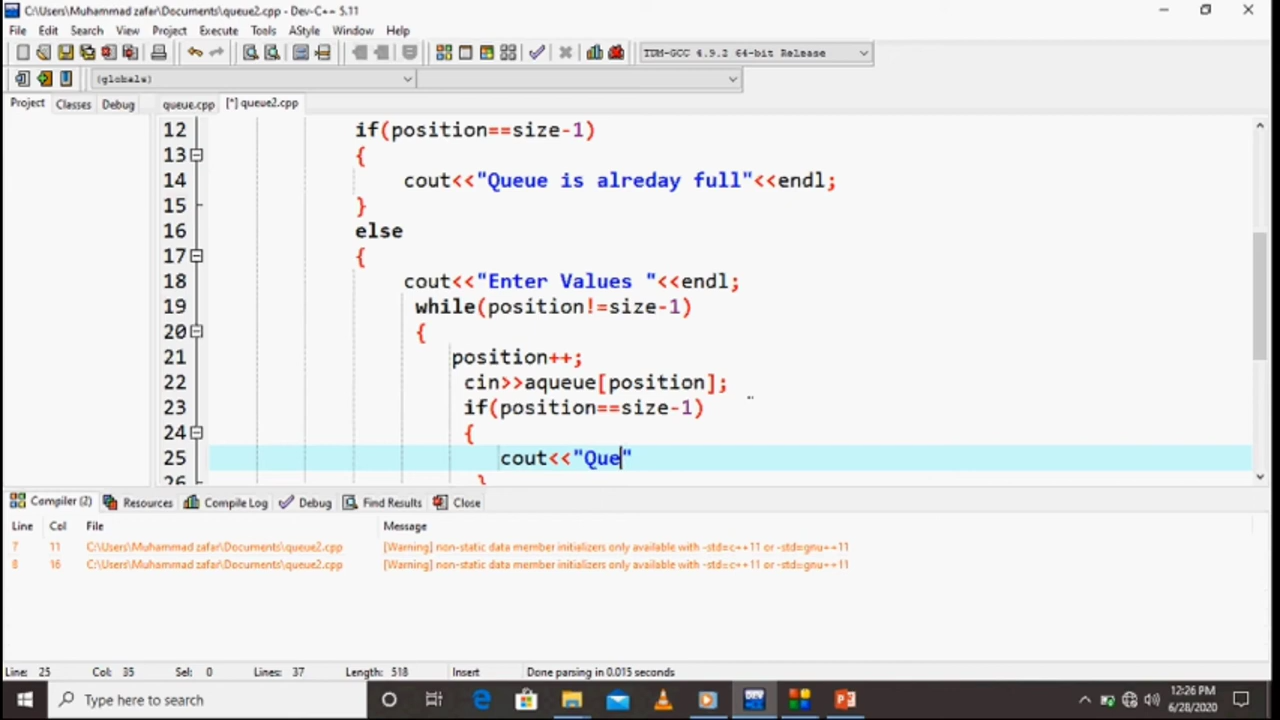 C:\Users\Muhammad zafar\Documents\queue2.cpp - Dev-C++ 5.11
File Edit Search View Project Execute Tools AStyle Window Help
TDM-GCC 4.9.2 64-bit Release
(globals)
Project Classes Debug queue.cpp [*] queue2.cpp
12 if(position==size-1)
13 {
14 cout<<"Queue is alreday full"<<endl;
15 }
16 else
17 {
18 cout<<"Enter Values "<<endl;
19 while(position!=size-1)
20 {
21 position++;
22 cin>>aqueue[position];
23 if(position==size-1)
24 {
25 cout<<"Que"
26 }
Compiler (2) Resources Compile Log Debug Find Results Close
Line Col File Message
7 11 C:\Users\Muhammad zafar\Documents\queue2.cpp [Warning] non-static data member initializers only available with -std=c++11 or -std=gnu++11
8 16 C:\Users\Muhammad zafar\Documents\queue2.cpp [Warning] non-static data member initializers only available with -std=c++11 or -std=gnu++11
Line: 25 Col: 35 Sel: 0 Lines: 37 Length: 518 Insert Done parsing in 0.015 seconds
Type here to search
DEV
12:26 PM
6/28/2020